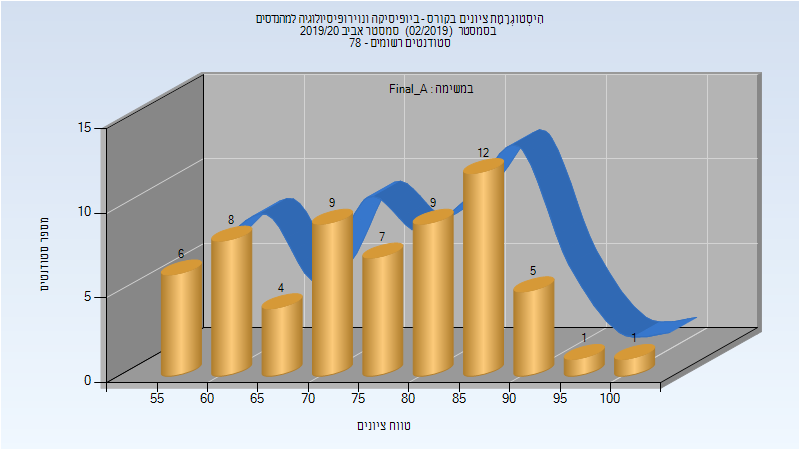 היסטוגרמת ציונים בקורס - ביופיסיקה ונוירופיסיולוגיה למהנדסים
בסמסטר (02/2019) סמסטר אביב 2019/20
סטודנטים רשומים - 78
במשימה : Final_A
מספר סטודנטים
15
10
5
0
6
8
4
9
7
9
12
5
1
1
55 60 65 70 75 80 85 90 95 100
טווח ציונים